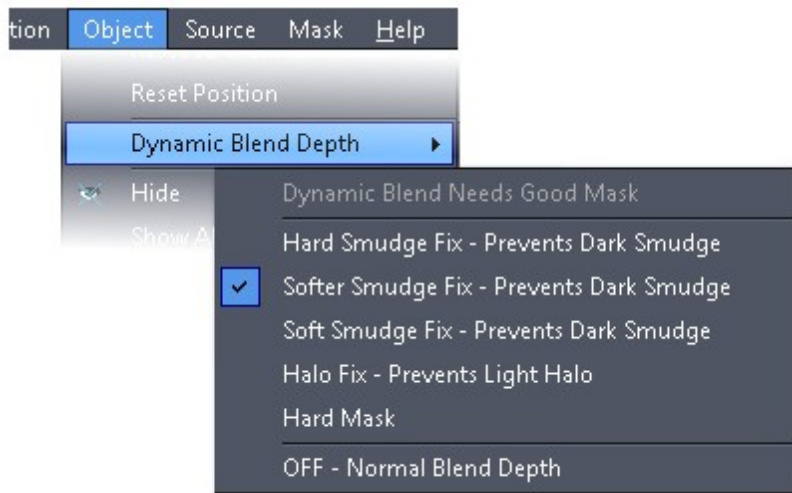 tion Object Source Mask Help
Reset Position
Dynamic Blend Depth
Hide
Dynamic Blend Needs Good Mask
Show A
Hard Smudge Fix - Prevents Dark Smudge
Softer Smudge Fix - Prevents Dark Smudge
Soft Smudge Fix - Prevents Dark Smudge
Halo Fix - Prevents Light Halo
Hard Mask
OFF - Normal Blend Depth